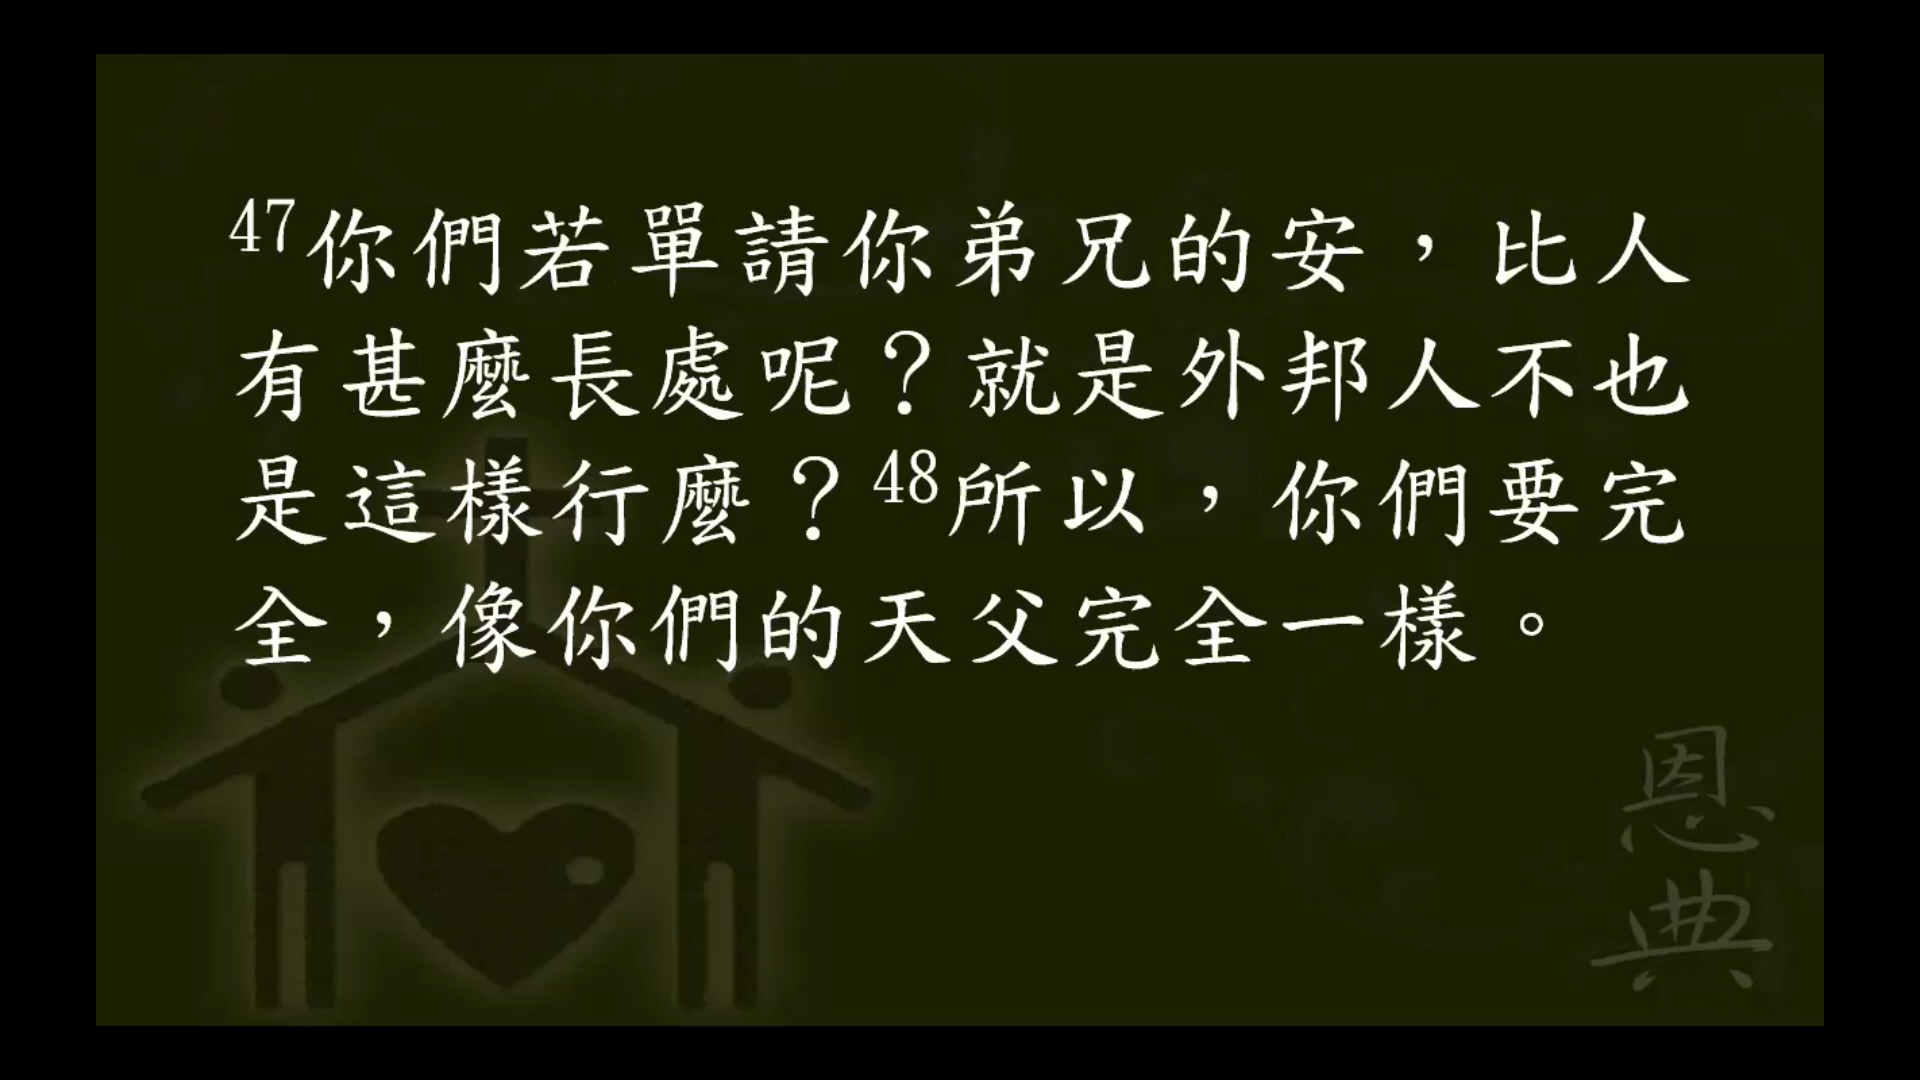 47你們若單請你弟兄的安，比人
有甚麼長處呢？就是外邦人不也
是這樣行麼？48所以，你們要完
全，像你們的天父完全一樣。
恩典